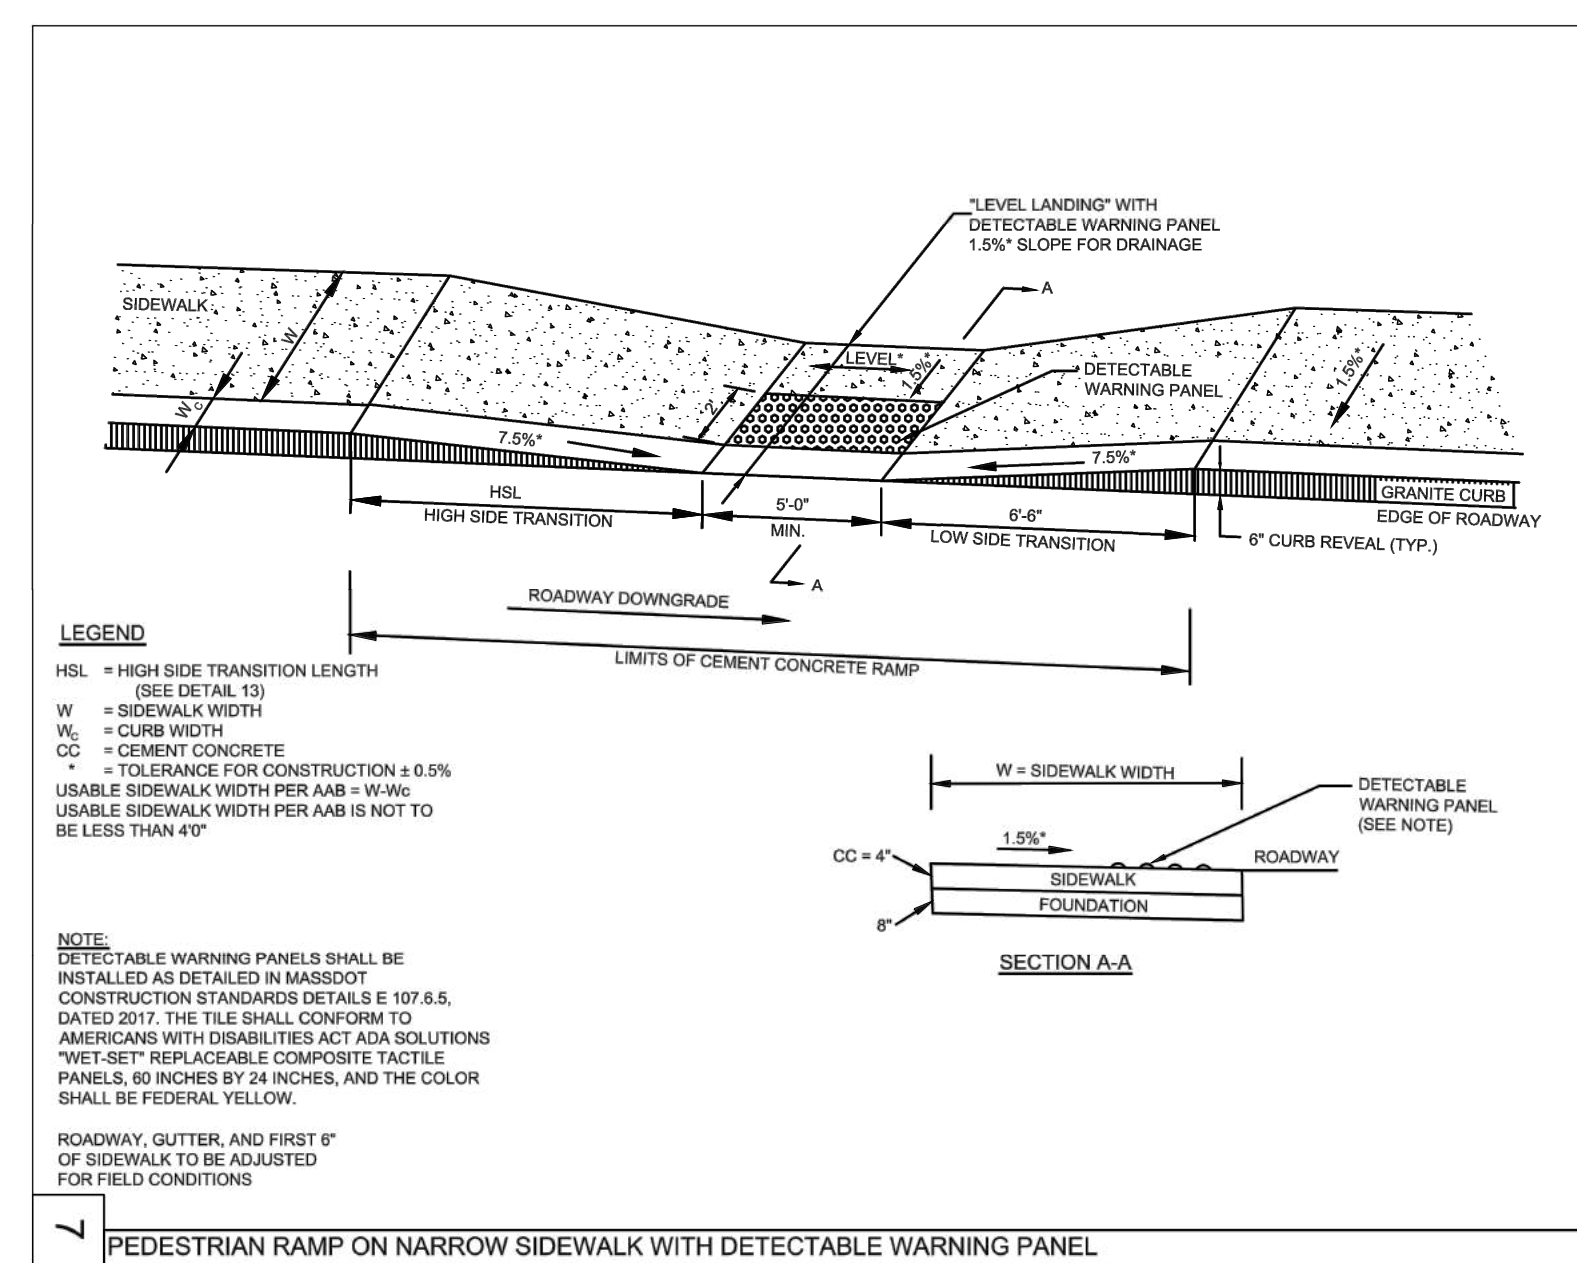 "LEVEL LANDING" WITH
DETECTABLE WARNING PANEL
1.5%* SLOPE FOR DRAINAGE
A
SIDEWALK
W
Wc
LEVEL*
1.5%*
2'
DETECTABLE
WARNING PANEL
1.5%*
7.5%*
7.5%*
HSL
HIGH SIDE TRANSITION
5'-0"
MIN.
6'-6"
LOW SIDE TRANSITION
GRANITE CURB
EDGE OF ROADWAY
6" CURB REVEAL (TYP.)
A
ROADWAY DOWNGRADE
LIMITS OF CEMENT CONCRETE RAMP
LEGEND
HSL = HIGH SIDE TRANSITION LENGTH
(SEE DETAIL 13)
W = SIDEWALK WIDTH
Wc = CURB WIDTH
CC = CEMENT CONCRETE
* = TOLERANCE FOR CONSTRUCTION ± 0.5%
USABLE SIDEWALK WIDTH PER AAB = W-Wc
USABLE SIDEWALK WIDTH PER AAB IS NOT TO
BE LESS THAN 4'0"
W = SIDEWALK WIDTH
DETECTABLE
WARNING PANEL
(SEE NOTE)
1.5%*
CC = 4"
ROADWAY
SIDEWALK
FOUNDATION
8"
SECTION A-A
NOTE:
DETECTABLE WARNING PANELS SHALL BE
INSTALLED AS DETAILED IN MASSDOT
CONSTRUCTION STANDARDS DETAILS E 107.6.5,
DATED 2017. THE TILE SHALL CONFORM TO
AMERICANS WITH DISABILITIES ACT ADA SOLUTIONS
"WET-SET" REPLACEABLE COMPOSITE TACTILE
PANELS, 60 INCHES BY 24 INCHES, AND THE COLOR
SHALL BE FEDERAL YELLOW.
ROADWAY, GUTTER, AND FIRST 6"
OF SIDEWALK TO BE ADJUSTED
FOR FIELD CONDITIONS
7
PEDESTRIAN RAMP ON NARROW SIDEWALK WITH DETECTABLE WARNING PANEL